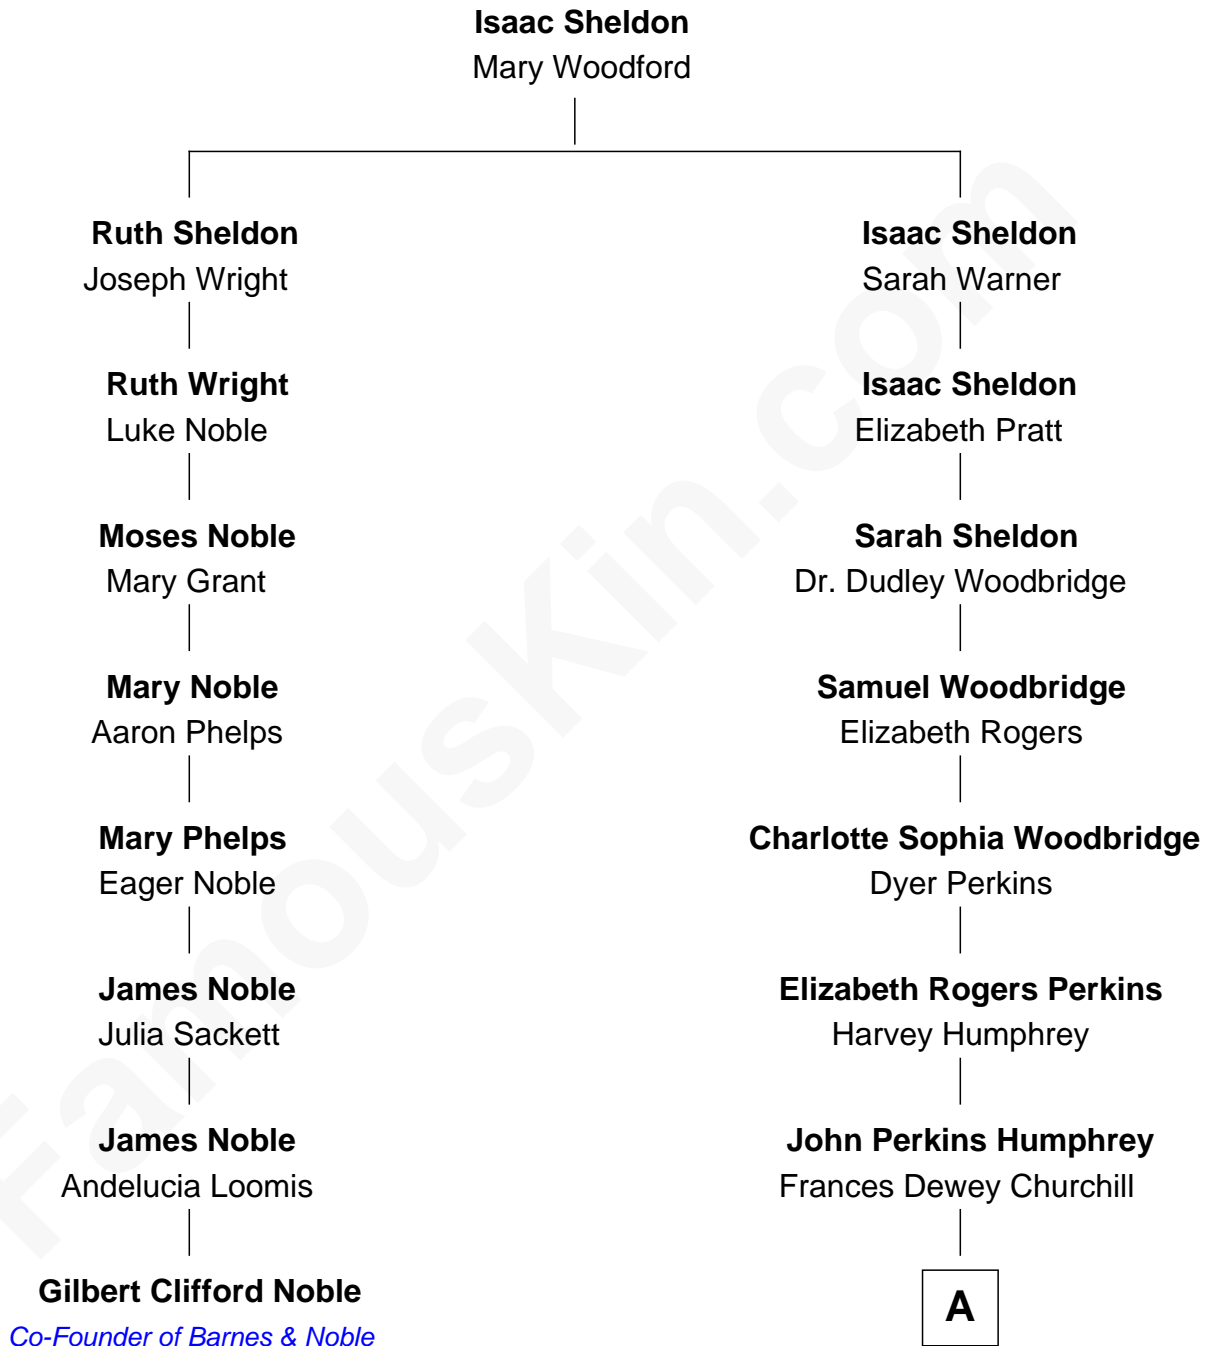 Isaac Sheldon
Mary Woodford
Ruth Sheldon
Joseph Wright
Isaac Sheldon
Sarah Warner
Ruth Wright
Luke Noble
Isaac Sheldon
Elizabeth Pratt
Moses Noble
Mary Grant
Sarah Sheldon
Dr. Dudley Woodbridge
Mary Noble
Aaron Phelps
Samuel Woodbridge
Elizabeth Rogers
Mary Phelps
Eager Noble
Charlotte Sophia Woodbridge
Dyer Perkins
James Noble
Julia Sackett
Elizabeth Rogers Perkins
Harvey Humphrey
James Noble
Andelucia Loomis
John Perkins Humphrey
Frances Dewey Churchill
Gilbert Clifford Noble
Co-Founder of Barnes & Noble
A
FamousKin.com